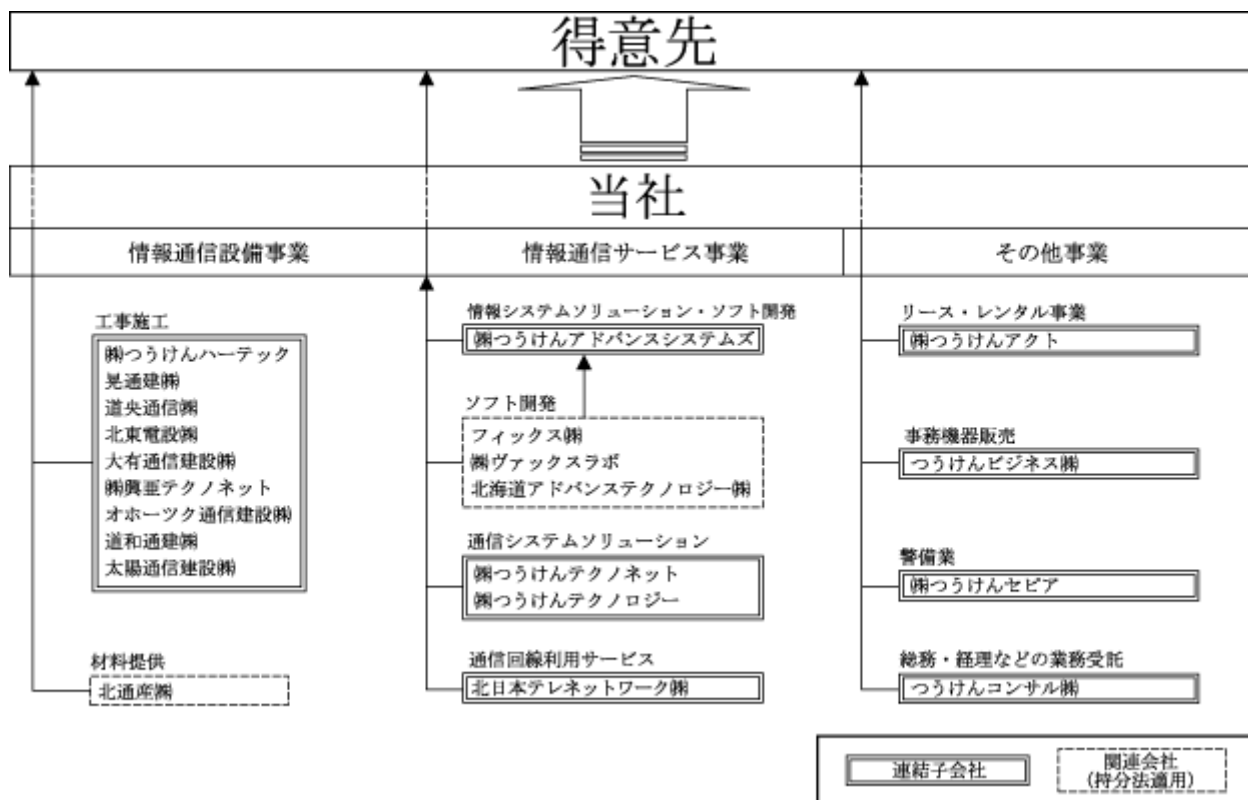 得意先
当社
情報通信設備事業
情報通信サービス事業
その他事業
工事施工
㈱つうけんハーテック
晃通建㈱
道央通信㈱
北東電設㈱
大有通信建設㈱
㈱興亜テクノネット
オホーツク通信建設㈱
道和通建㈱
太陽通信建設㈱
材料提供
北通産㈱
情報システムソリューション・ソフト開発
㈱つうけんアドバンスシステムズ
ソフト開発
フィックス㈱
㈱ヴァックスラボ
北海道アドバンステクノロジー㈱
通信システムソリューション
㈱つうけんテクノネット
㈱つうけんテクノロジー
通信回線利用サービス
北日本テレネットワーク㈱
リース・レンタル事業
㈱つうけんアクト
事務機器販売
つうけんビジネス㈱
警備業
㈱つうけんセピア
総務・経理などの業務受託
つうけんコンサル㈱
連結子会社
関連会社
(持分法適用)